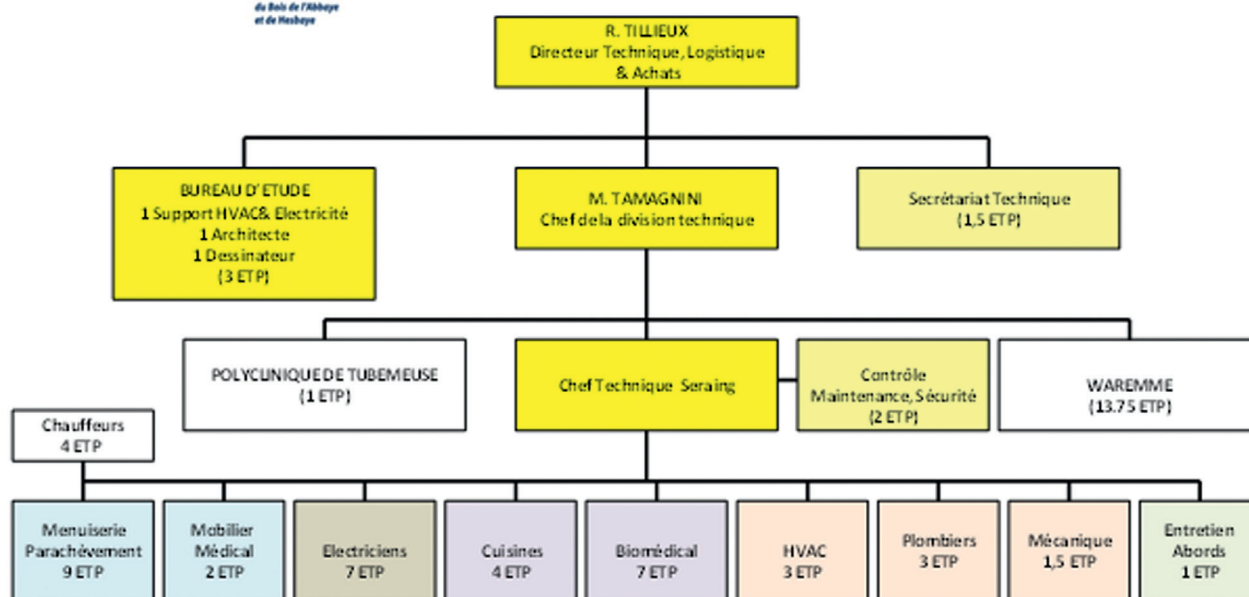 du Bois de l'Abbaye
et de Hesbaye
R. TILLIEUX
Directeur Technique, Logistique
& Achats
BUREAU D'ETUDE
1 Support HVAC& Electricité
1 Architecte
1 Dessinateur
(3 ETP)
M. TAMAGNINI
Chef de la division technique
Secrétariat Technique
(1,5 ETP)
POLYCLINIQUE DE TUBEMEUSE
(1 ETP)
Chef Technique Seraing
Contrôle
Maintenance, Sécurité
(2 ETP)
WAREMME
(13.75 ETP)
Chauffeurs
4 ETP
Menuiserie
Parachèvement
9 ETP
Mobilier
Médical
2 ETP
Electriciens
7 ETP
Cuisines
4 ETP
Biomédical
7 ETP
HVAC
3 ETP
Plombiers
3 ETP
Mécanique
1,5 ETP
Entretien
Abords
1 ETP